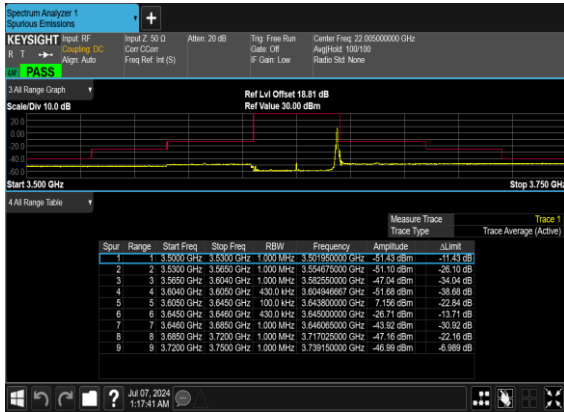 Spectrum Analyzer 1
Spurious Emissions
KEYSIGHT Input: RF Input Z: 50 Ω Atten: 20 dB Trig: Free Run Center Freq: 22.005000000 GHz
R T Coupling: DC Corr CCorr Gate: Off Avg|Hold: 100/100
Align: Auto Freq Ref: Int (S) IF Gain: Low Radio Std: None
PASS
3 All Range Graph
Ref Lvl Offset 18.81 dB
Scale/Div 10.0 dB Ref Value 30.00 dBm
20.0
0.00
-20.0
-40.0
-60.0
Start 3.500 GHz Stop 3.750 GHz
4 All Range Table
Measure Trace Trace 1
Trace Type Trace Average (Active)
Spur Range Start Freq Stop Freq RBW Frequency Amplitude ΔLimit
1 1 3.5000 GHz 3.5300 GHz 1.000 MHz 3.501950000 GHz -51.43 dBm -11.43 dB
2 2 3.5300 GHz 3.5650 GHz 1.000 MHz 3.554675000 GHz -51.10 dBm -26.10 dB
3 3 3.5650 GHz 3.6040 GHz 1.000 MHz 3.582550000 GHz -47.04 dBm -34.04 dB
4 4 3.6040 GHz 3.6050 GHz 430.0 kHz 3.604946667 GHz -51.68 dBm -38.68 dB
5 5 3.6050 GHz 3.6450 GHz 100.0 kHz 3.643800000 GHz 7.156 dBm -22.84 dB
6 6 3.6450 GHz 3.6460 GHz 430.0 kHz 3.645000000 GHz -26.71 dBm -13.71 dB
7 7 3.6460 GHz 3.6850 GHz 1.000 MHz 3.646065000 GHz -43.92 dBm -30.92 dB
8 8 3.6850 GHz 3.7200 GHz 1.000 MHz 3.717025000 GHz -47.16 dBm -22.16 dB
9 9 3.7200 GHz 3.7500 GHz 1.000 MHz 3.739150000 GHz -46.99 dBm -6.989 dB
Jul 07, 2024
1:17:41 AM